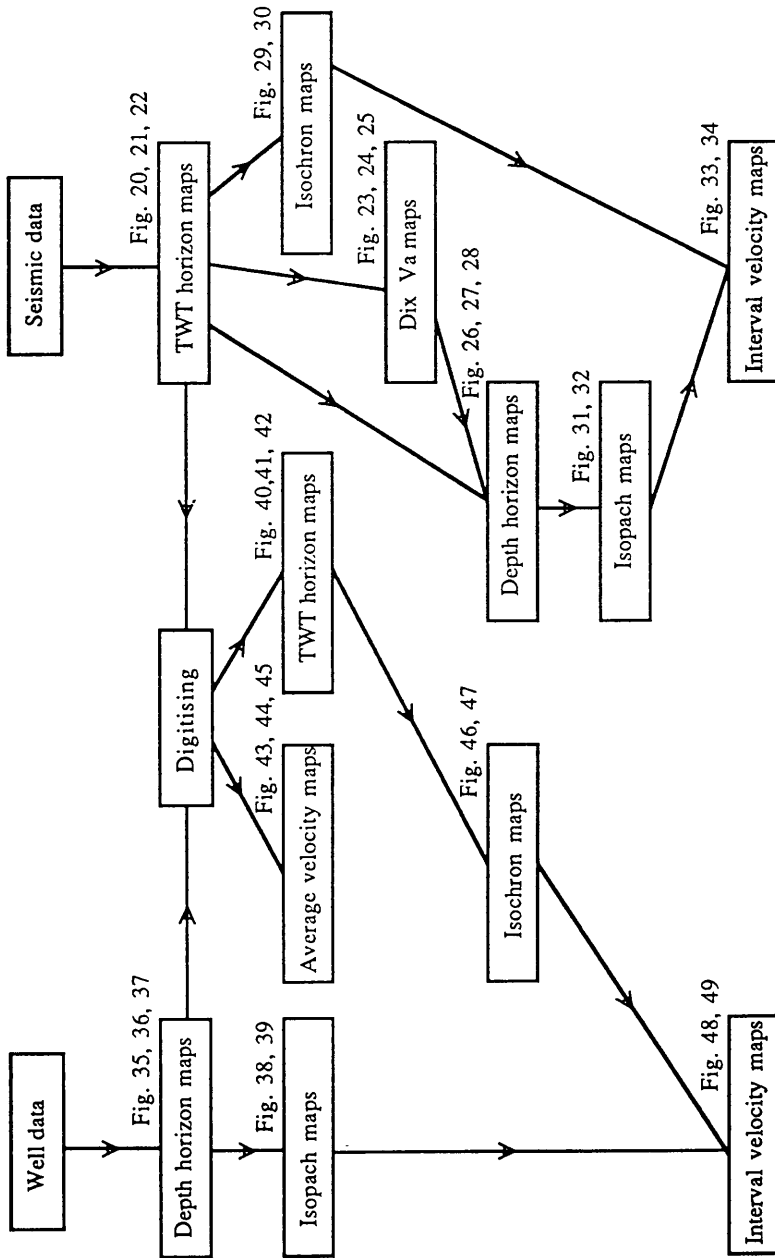 Well data
Seismic data
Fig. 35, 36, 37
Depth horizon maps
Digitising
Fig. 20, 21, 22
TWT horizon maps
Fig. 38, 39
Isopach maps
Fig. 43, 44, 45
Average velocity maps
Fig. 40,41, 42
TWT horizon maps
Fig. 29, 30
Isochron maps
Fig. 23, 24, 25
Dix Va maps
Fig. 46, 47
Isochron maps
Fig. 26, 27, 28
Depth horizon maps
Fig. 31, 32
Isopach maps
Fig. 48, 49
Interval velocity maps
Fig. 33, 34
Interval velocity maps